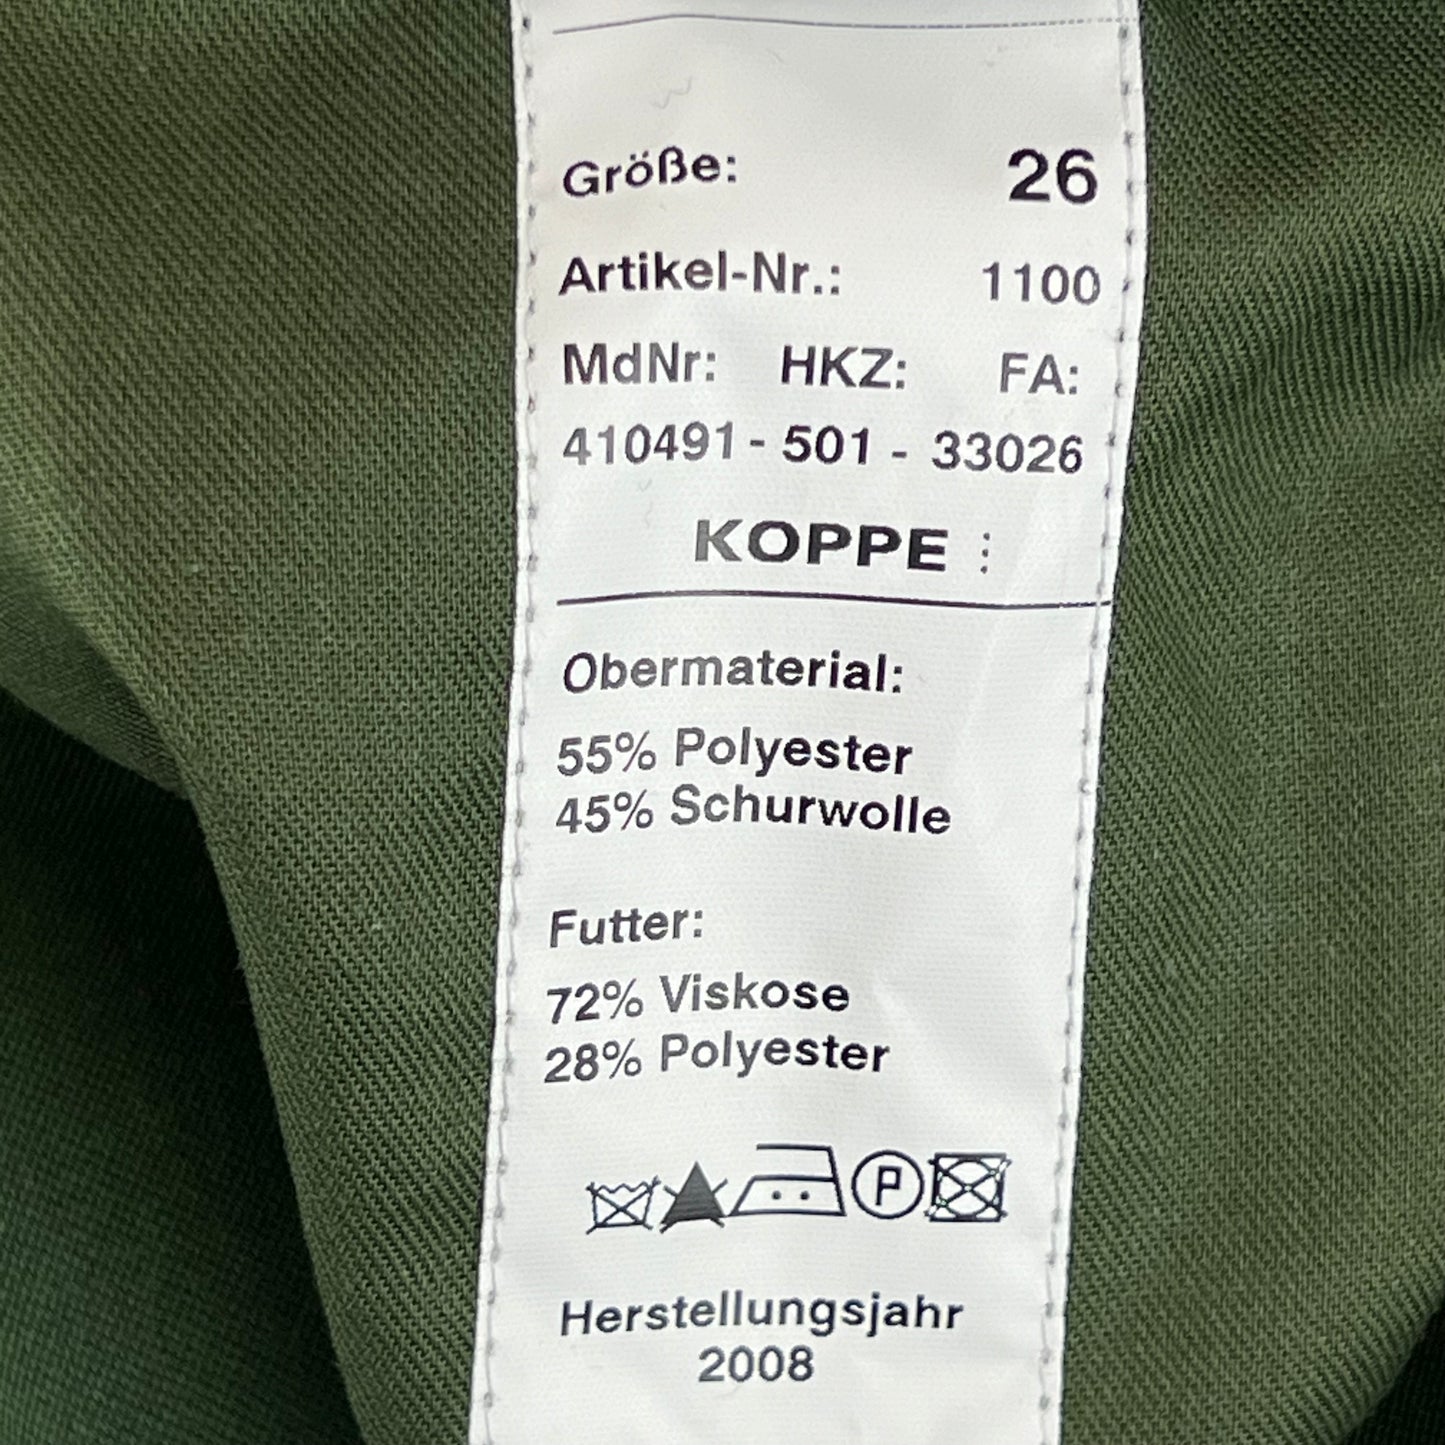 Größe: 26
Artikel-Nr.: 1100
MdNr: HKZ: FA:
410491 - 501 - 33026
KOPPE
Obermaterial:
55% Polyester
45% Schurwolle
Futter:
72% Viskose
28% Polyester
P
Herstellungsjahr
2008